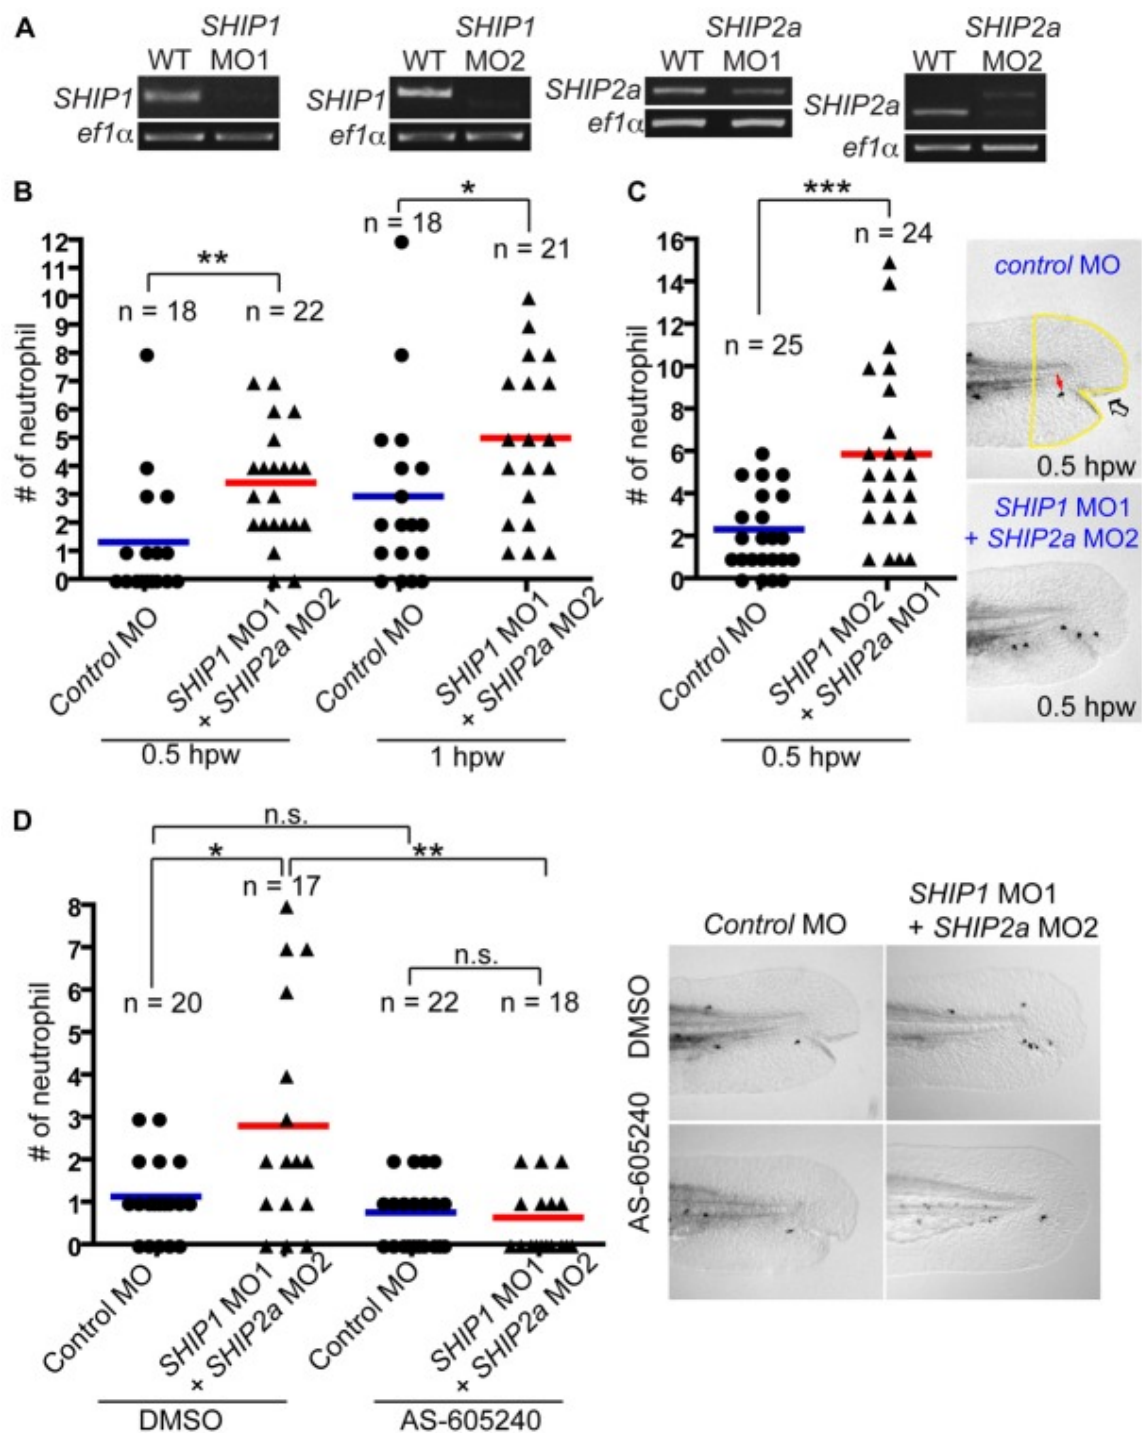 A
SHIP1
WT MO1
SHIP1
ef1α
SHIP1
WT MO2
SHIP1
ef1α
SHIP2a
WT MO1
SHIP2a
ef1α
SHIP2a
WT MO2
SHIP2a
ef1α
B
# of neutrophil
12
11
10
9
8
7
6
5
4
3
2
1
0
**
n = 18
n = 22
*
n = 18
n = 21
Control MO
SHIP1 MO1
+ SHIP2a MO2
Control MO
SHIP1 MO1
+ SHIP2a MO2
0.5 hpw
1 hpw
C
# of neutrophil
16
14
12
10
8
6
4
2
0
***
n = 25
n = 24
Control MO
SHIP1 MO2
+ SHIP2a MO1
0.5 hpw
control MO
0.5 hpw
SHIP1 MO1
+ SHIP2a MO2
0.5 hpw
D
# of neutrophil
8
7
6
5
4
3
2
1
0
n.s.
*
**
n = 17
n.s.
n = 20
n = 22
n = 18
Control MO
SHIP1 MO1
+ SHIP2a MO2
Control MO
SHIP1 MO1
+ SHIP2a MO2
DMSO
AS-605240
Control MO
SHIP1 MO1
+ SHIP2a MO2
DMSO
AS-605240